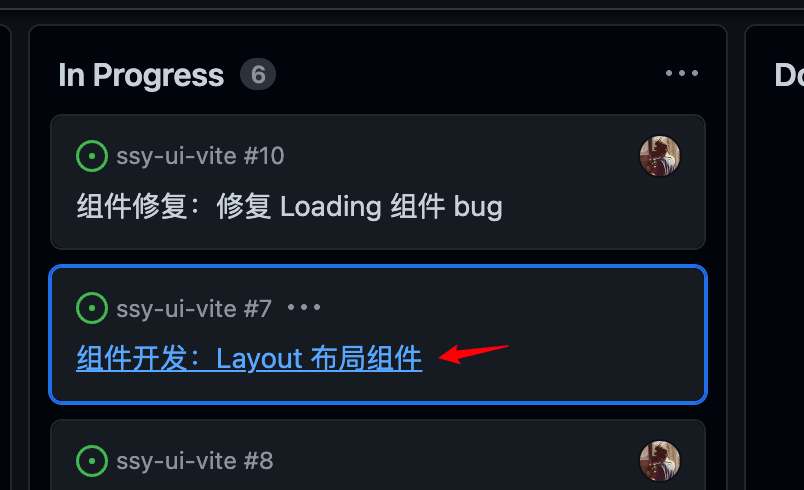 In Progress 6
Do
ssy-ui-vite #10
组件修复：修复 Loading 组件 bug
ssy-ui-vite #7
组件开发：Layout 布局组件
ssy-ui-vite #8